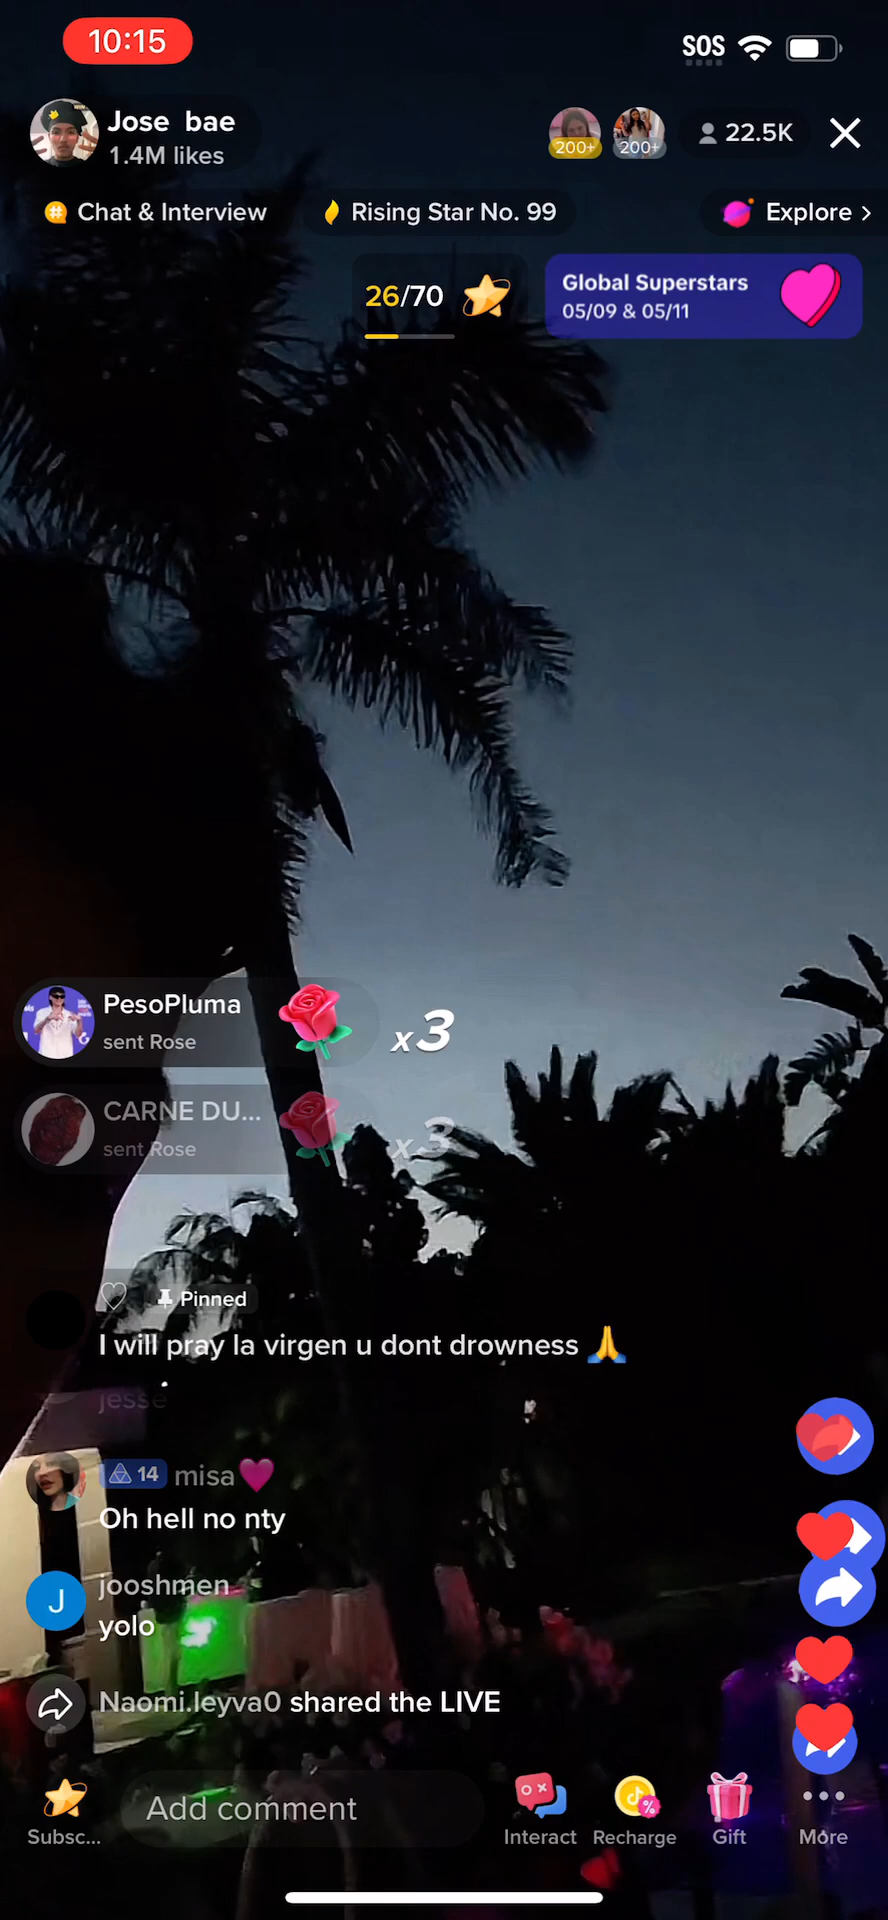 10:15
SOS
Jose bae
1.4M likes
200+
200+
22.5K
Chat & Interview
Rising Star No. 99
Explore >
26/70
Global Superstars
05/09 & 05/11
PesoPluma
sent Rose
x3
CARNE DU...
sent Rose
x3
Pinned
I will pray la virgen u dont drowness 🙏
jesse
14 misa💜
Oh hell no nty
J
jooshmen
yolo
Naomi.leyva0 shared the LIVE
Subsc...
Add comment
Interact
Recharge
Gift
More